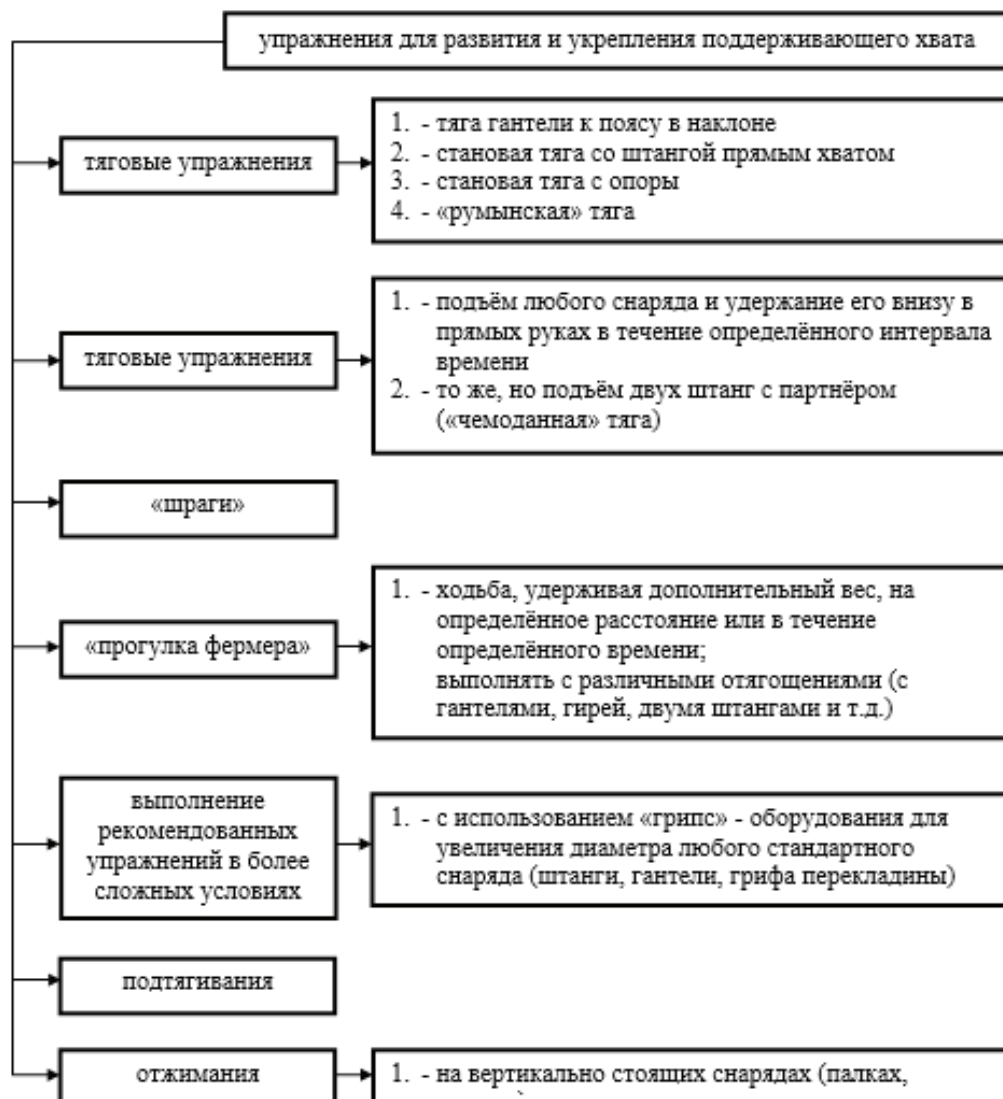 упражнения для развития и укрепления поддерживающего хвата
тяговые упражнения
1. - тяга гантели к поясу в наклоне
2. - становая тяга со штангой прямым хватом
3. - становая тяга с опоры
4. - «румынская» тяга
тяговые упражнения
1. - подъём любого снаряда и удержание его внизу в
прямых руках в течение определённого интервала
времени
2. - то же, но подъём двух штанг с партнёром
(«чемоданная» тяга)
«шраги»
«прогулка фермера»
1. - ходьба, удерживая дополнительный вес, на
определённое расстояние или в течение
определённого времени;
выполнять с различными отягощениями (с
гантелями, гирей, двумя штангами и т.д.)
выполнение
рекомендованных
упражнений в более
сложных условиях
1. - с использованием «грипс» - оборудования для
увеличения диаметра любого стандартного
снаряда (штанги, гантели, грифа перекладины)
подтягивания
отжимания
1. - на вертикально стоящих снарядах (палках,